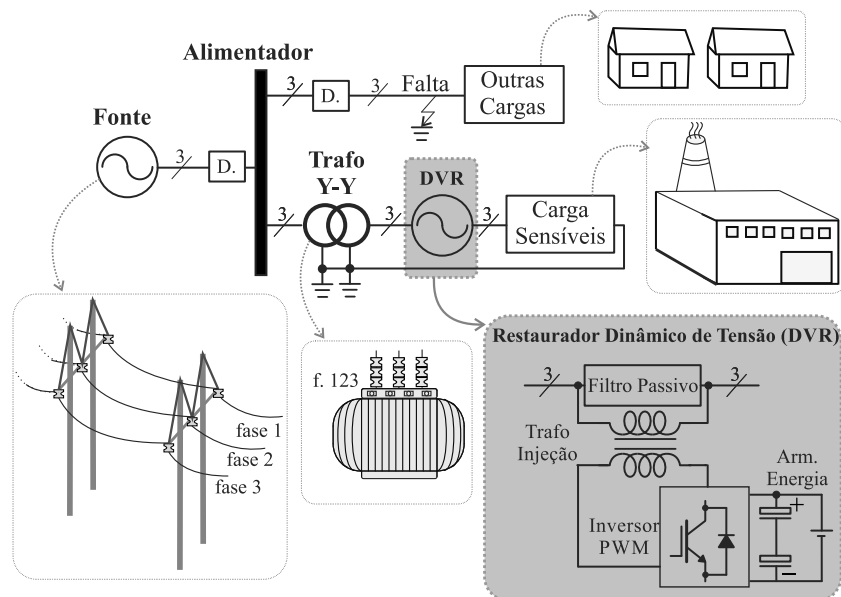 Alimentador
Fonte
3
D.
3
D.
3
Falta
Outras
Cargas
3
Trafo
Y-Y
3
DVR
3
Carga
Sensíveis
fase 1
fase 2
fase 3
f. 123
Restaurador Dinâmico de Tensão (DVR)
3
Filtro Passivo
3
Trafo
Injeção
Arm.
Energia
+
Inversor
PWM
−